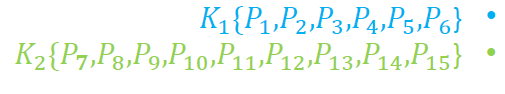 • K₁{P₁,P₂,P₃,P₄,P₅,P₆}
• K₂{P₇,P₈,P₉,P₁₀,P₁₁,P₁₂,P₁₃,P₁₄,P₁₅}